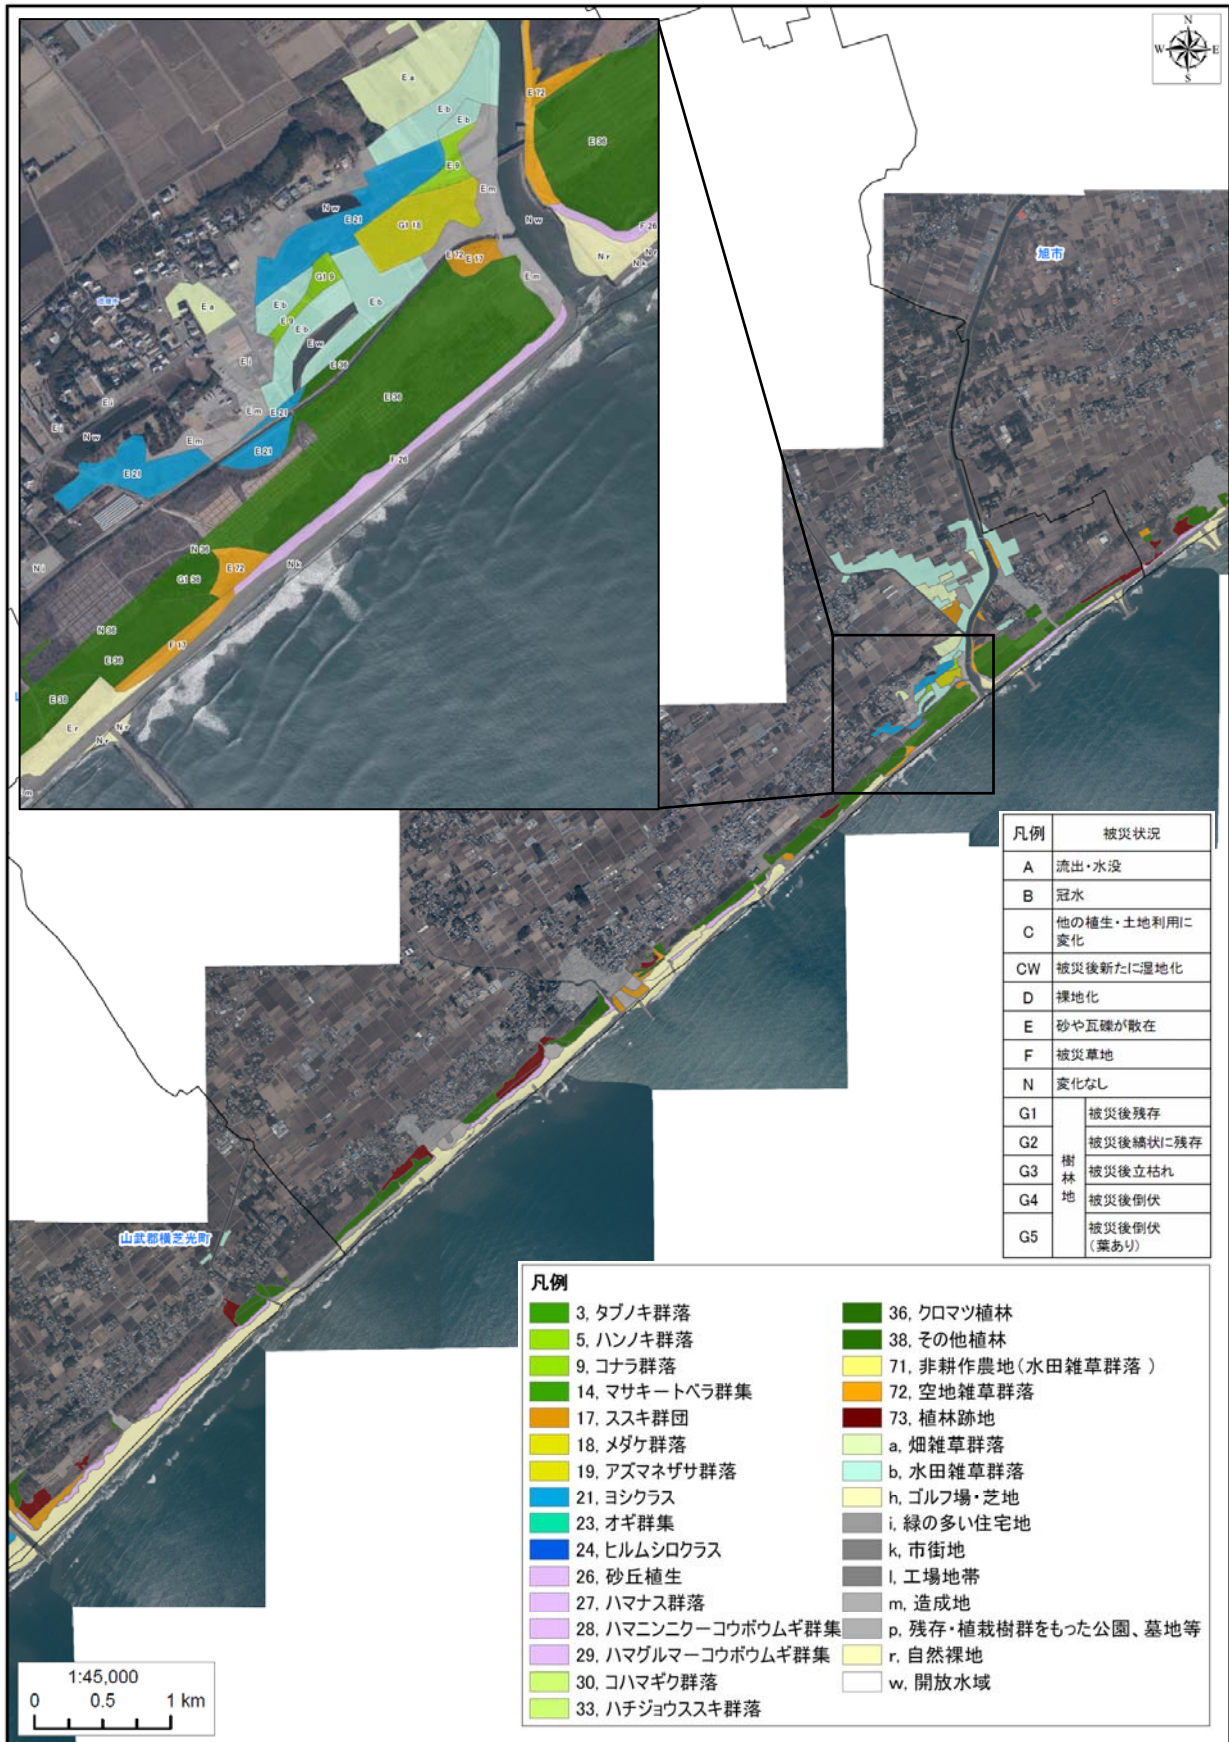 N
W E
S
E a
E 72
E b
E b
E 36
E 9
E m
N w
E 21
G1 18
N w
F 26
E 72
E 17
N r
N r
N k
G1 9
E m
E a
E b
E b
E 9
E b
E w
E i
E 36
E 36
E i
E m
E 21
E i
N w
E m
E 21
E 21
F 26
N 36
E 72
N k
N i
G1 36
N 36
F 17
E 36
E 38
E r
N r
N r
旭市
山武郡横芝光町
凡例 被災状況
A 流出・水没
B 冠水
C 他の植生・土地利用に
変化
CW 被災後新たに湿地化
D 裸地化
E 砂や瓦礫が散在
F 被災草地
N 変化なし
樹林地
G1 被災後残存
G2 被災後縞状に残存
G3 被災後立枯れ
G4 被災後倒伏
G5 被災後倒伏
(葉あり)
凡例
3, タブノキ群落
5, ハンノキ群落
9, コナラ群落
14, マサキートベラ群集
17, ススキ群団
18, メダケ群落
19, アズマネザサ群落
21, ヨシクラス
23, オギ群集
24, ヒルムシロクラス
26, 砂丘植生
27, ハマナス群落
28, ハマニンニクーコウボウムギ群集
29, ハマグルマーコウボウムギ群集
30, コハマギク群落
33, ハチジョウススキ群落
36, クロマツ植林
38, その他植林
71, 非耕作農地(水田雑草群落 )
72, 空地雑草群落
73, 植林跡地
a, 畑雑草群落
b, 水田雑草群落
h, ゴルフ場・芝地
i, 緑の多い住宅地
k, 市街地
l, 工場地帯
m, 造成地
p, 残存・植栽樹群をもった公園、墓地等
r, 自然裸地
w, 開放水域
1:45,000
0 0.5 1 km